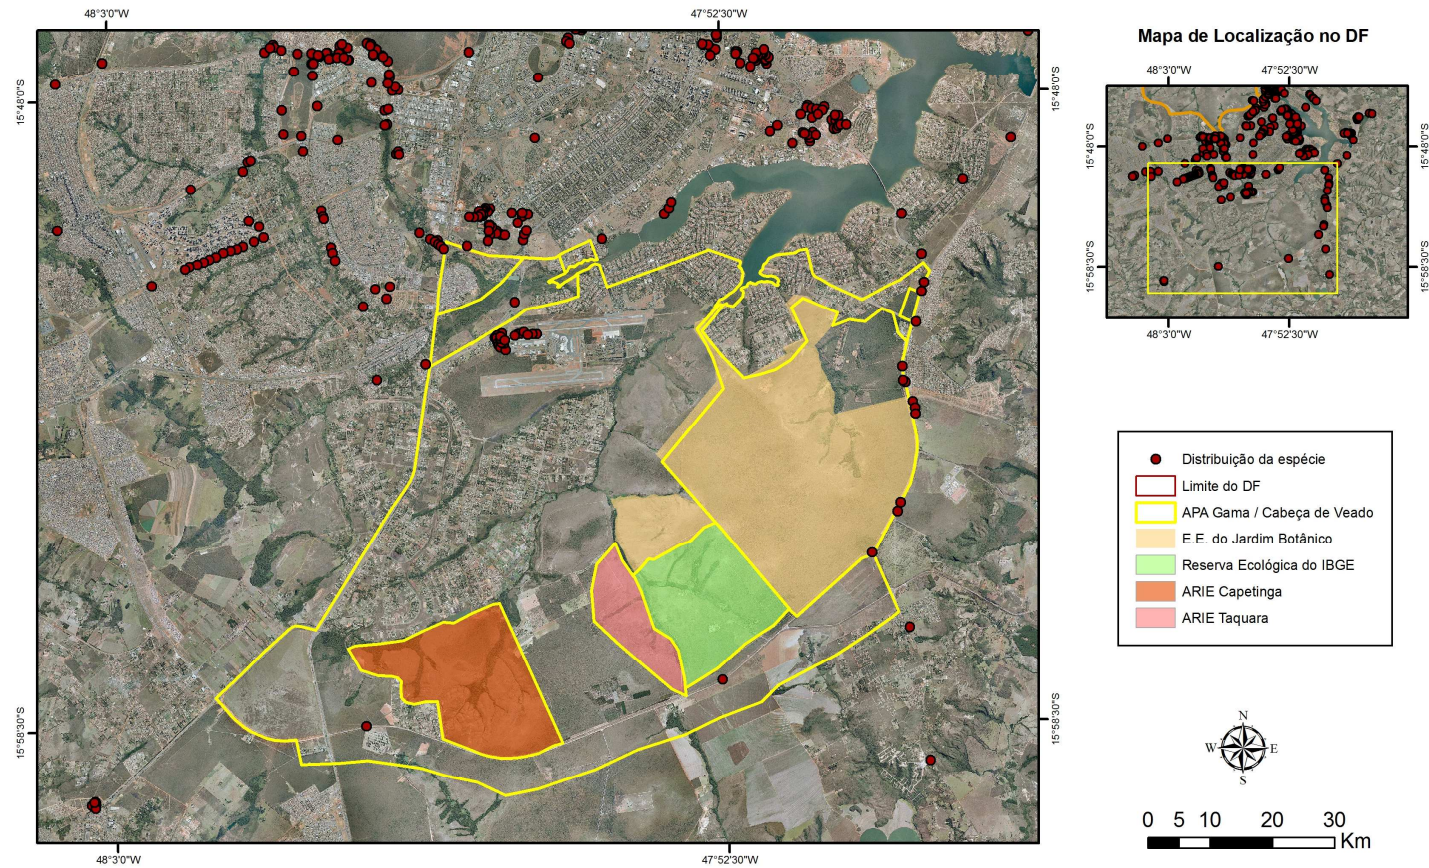 48°3'0"W
47°52'30"W
15°48'0"S
15°48'0"S
15°58'30"S
15°58'30"S
48°3'0"W
47°52'30"W
Mapa de Localização no DF
48°3'0"W
47°52'30"W
15°48'0"S
15°48'0"S
15°58'30"S
15°58'30"S
48°3'0"W
47°52'30"W
Distribuição da espécie
Limite do DF
APA Gama / Cabeça de Veado
E.E. do Jardim Botânico
Reserva Ecológica do IBGE
ARIE Capetinga
ARIE Taquara
N
W
E
S
0 5 10 20 30
Km